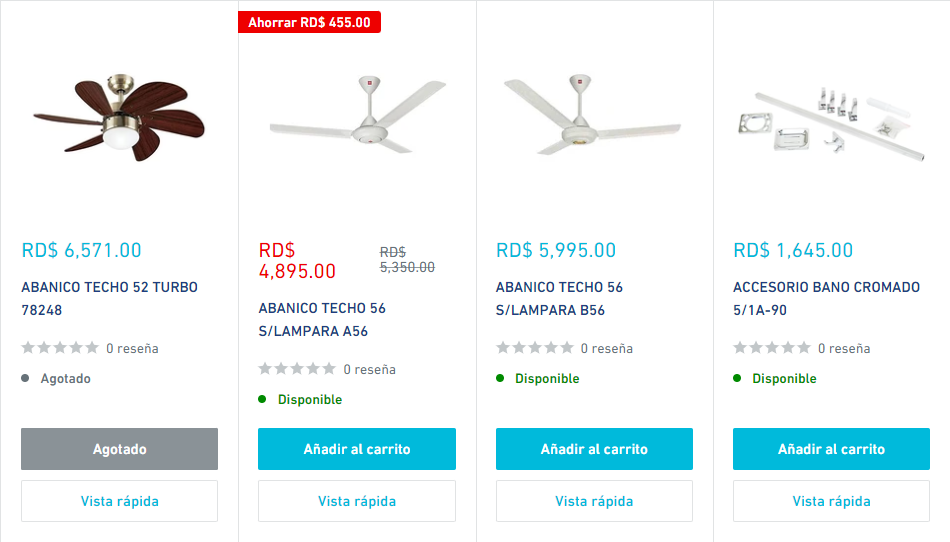 Ahorrar RD$ 455.00
RD$ 6,571.00
ABANICO TECHO 52 TURBO
78248
0 reseña
Agotado
Agotado
Vista rápida
RD$
4,895.00
RD$
5,350.00
ABANICO TECHO 56
S/LAMPARA A56
0 reseña
Disponible
Añadir al carrito
Vista rápida
RD$ 5,995.00
ABANICO TECHO 56
S/LAMPARA B56
0 reseña
Disponible
Añadir al carrito
Vista rápida
RD$ 1,645.00
ACCESORIO BANO CROMADO
5/1A-90
0 reseña
Disponible
Añadir al carrito
Vista rápida